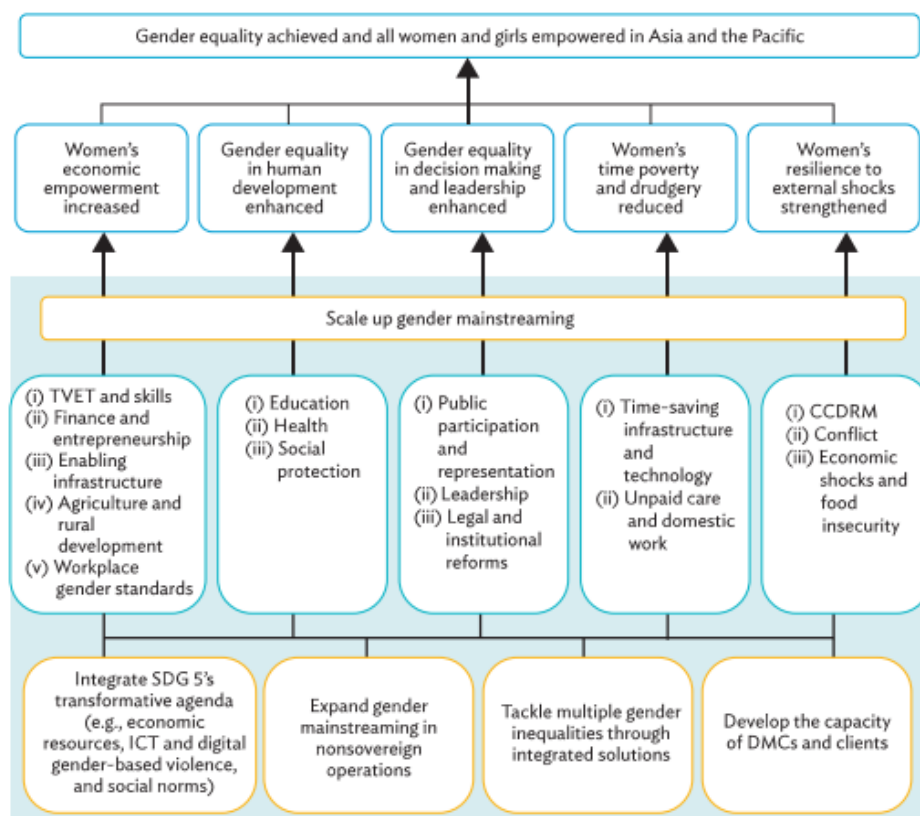 Gender equality achieved and all women and girls empowered in Asia and the Pacific
Women's
economic
empowerment
increased
Gender equality
in human
development
enhanced
Gender equality
in decision making
and leadership
enhanced
Women's
time poverty
and drudgery
reduced
Women's
resilience to
external shocks
strengthened
Scale up gender mainstreaming
(i) TVET and skills
(ii) Finance and
entrepreneurship
(iii) Enabling
infrastructure
(iv) Agriculture and
rural
development
(v) Workplace
gender standards
(i) Education
(ii) Health
(iii) Social
protection
(i) Public
participation
and
representation
(ii) Leadership
(iii) Legal and
institutional
reforms
(i) Time-saving
infrastructure
and
technology
(ii) Unpaid care
and domestic
work
(i) CCDRM
(ii) Conflict
(iii) Economic
shocks and
food
insecurity
Integrate SDG 5's
transformative agenda
(e.g., economic
resources, ICT and digital
gender-based violence,
and social norms)
Expand gender
mainstreaming in
nonsovereign
operations
Tackle multiple gender
inequalities through
integrated solutions
Develop the capacity
of DMCs and clients